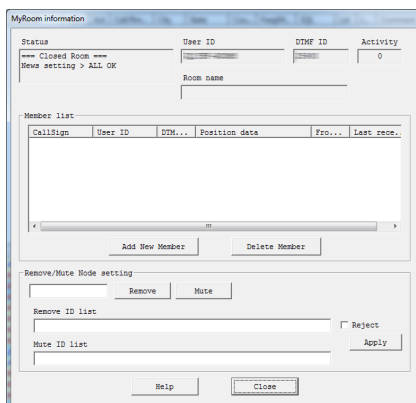 MyRoom information
Status
User ID
DTMF ID
Activity
=== Closed Room ===
News setting > ALL OK
0
Room name
Member list
CallSign
User ID
DTM...
Position data
Fro...
Last rece..
Add New Member
Delete Member
Remove/Mute Node setting
Remove
Mute
Remove ID list
Reject
Mute ID list
Apply
Help
Close